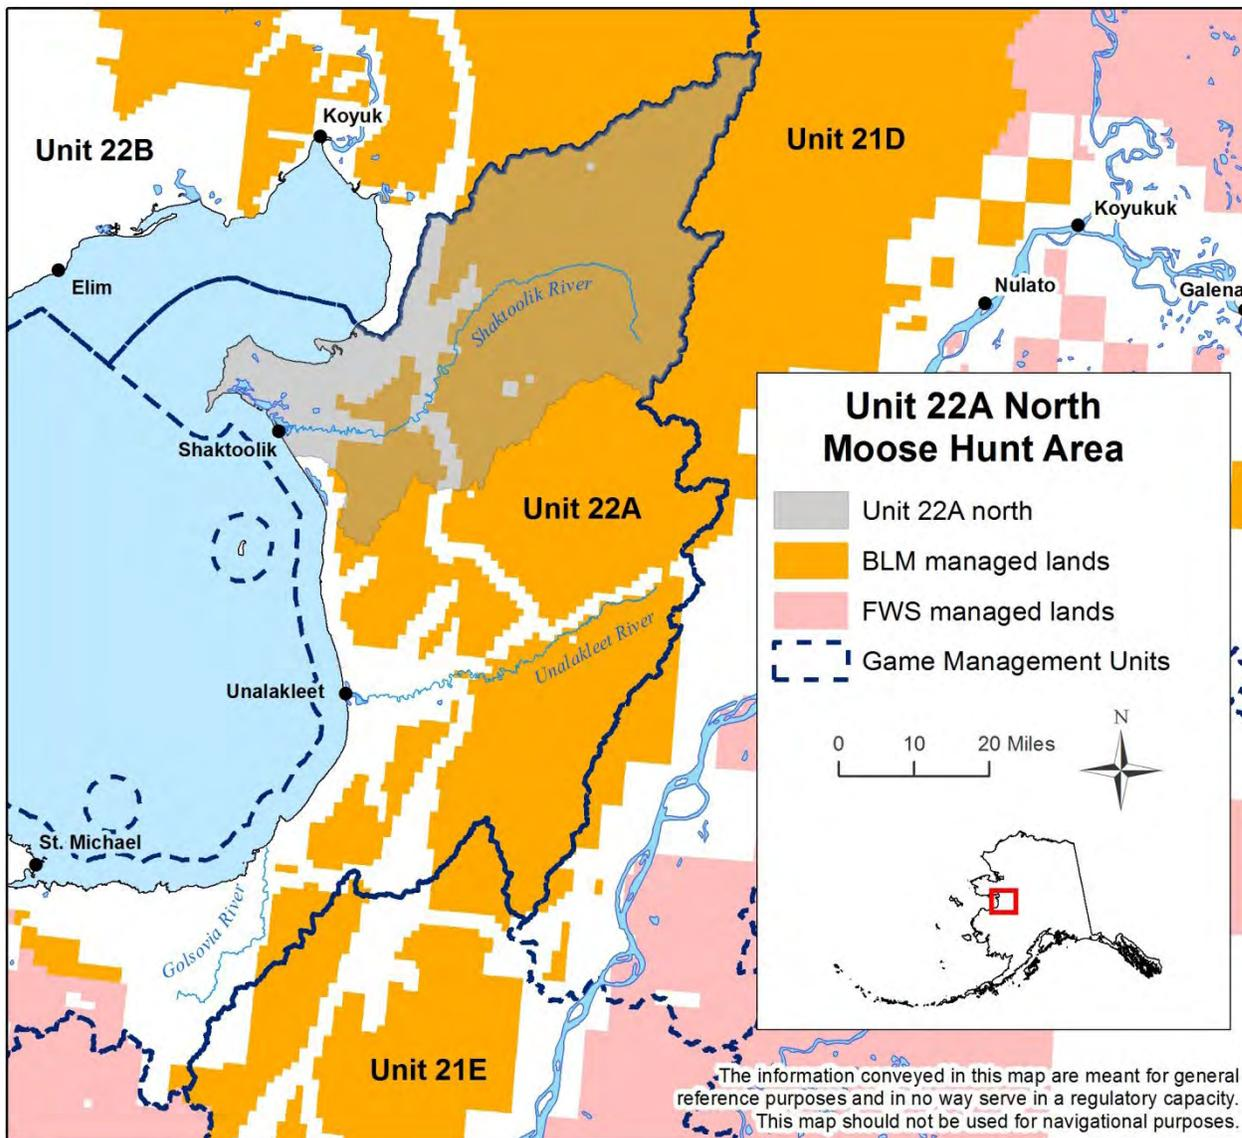 Koyuk
Unit 22B
Unit 21D
Koyukuk
Elim
Nulato
Galena
Shaktoolik River
Shaktoolik
Unit 22A
Unalakleet River
Unalakleet
St. Michael
Golsovia River
Unit 21E
Unit 22A North
Moose Hunt Area
Unit 22A north
BLM managed lands
FWS managed lands
Game Management Units
N
0 10 20 Miles
The information conveyed in this map are meant for general
reference purposes and in no way serve in a regulatory capacity.
This map should not be used for navigational purposes.